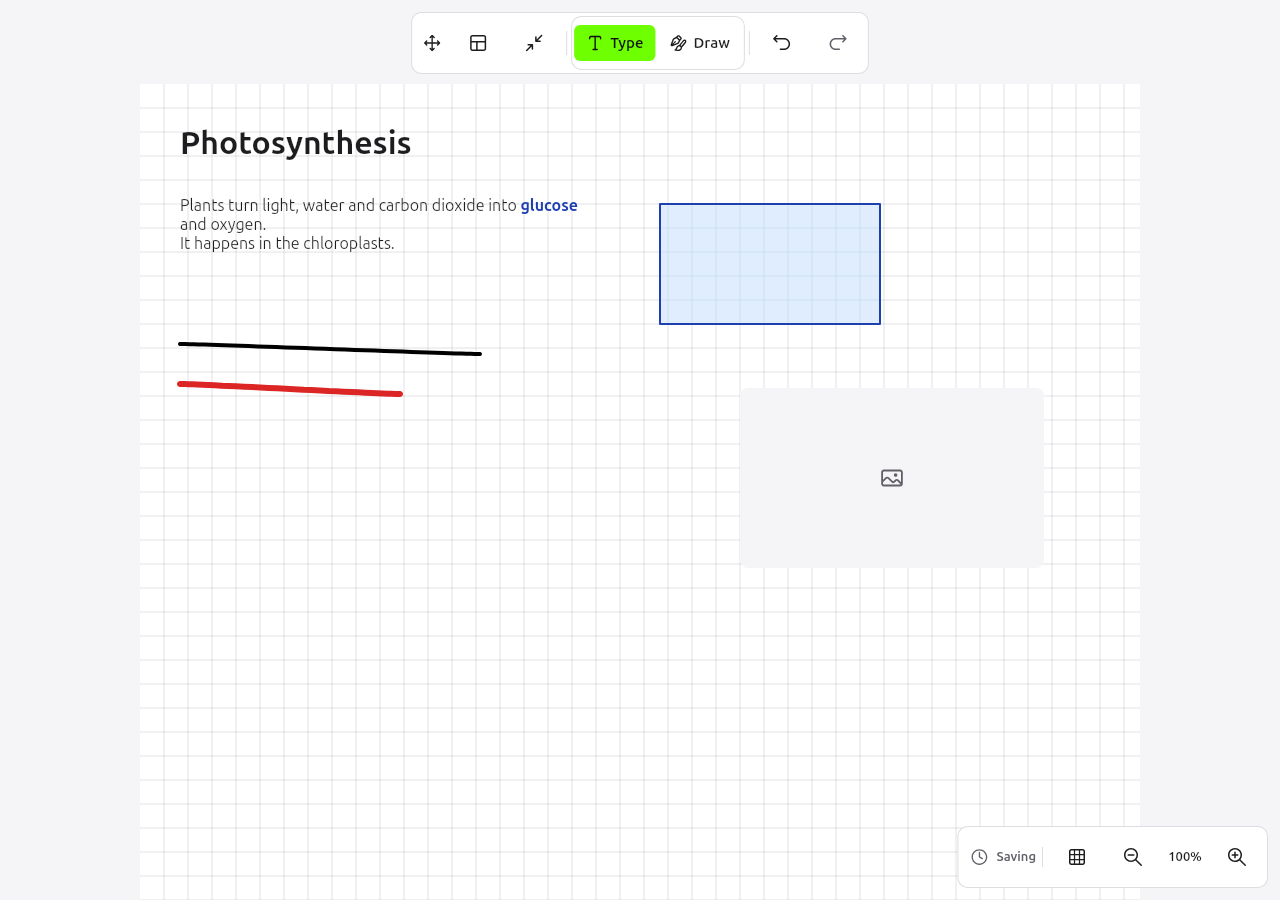 Type
Draw
Photosynthesis
Plants turn light, water and carbon dioxide into glucose
and oxygen.
It happens in the chloroplasts.
Saving
100%